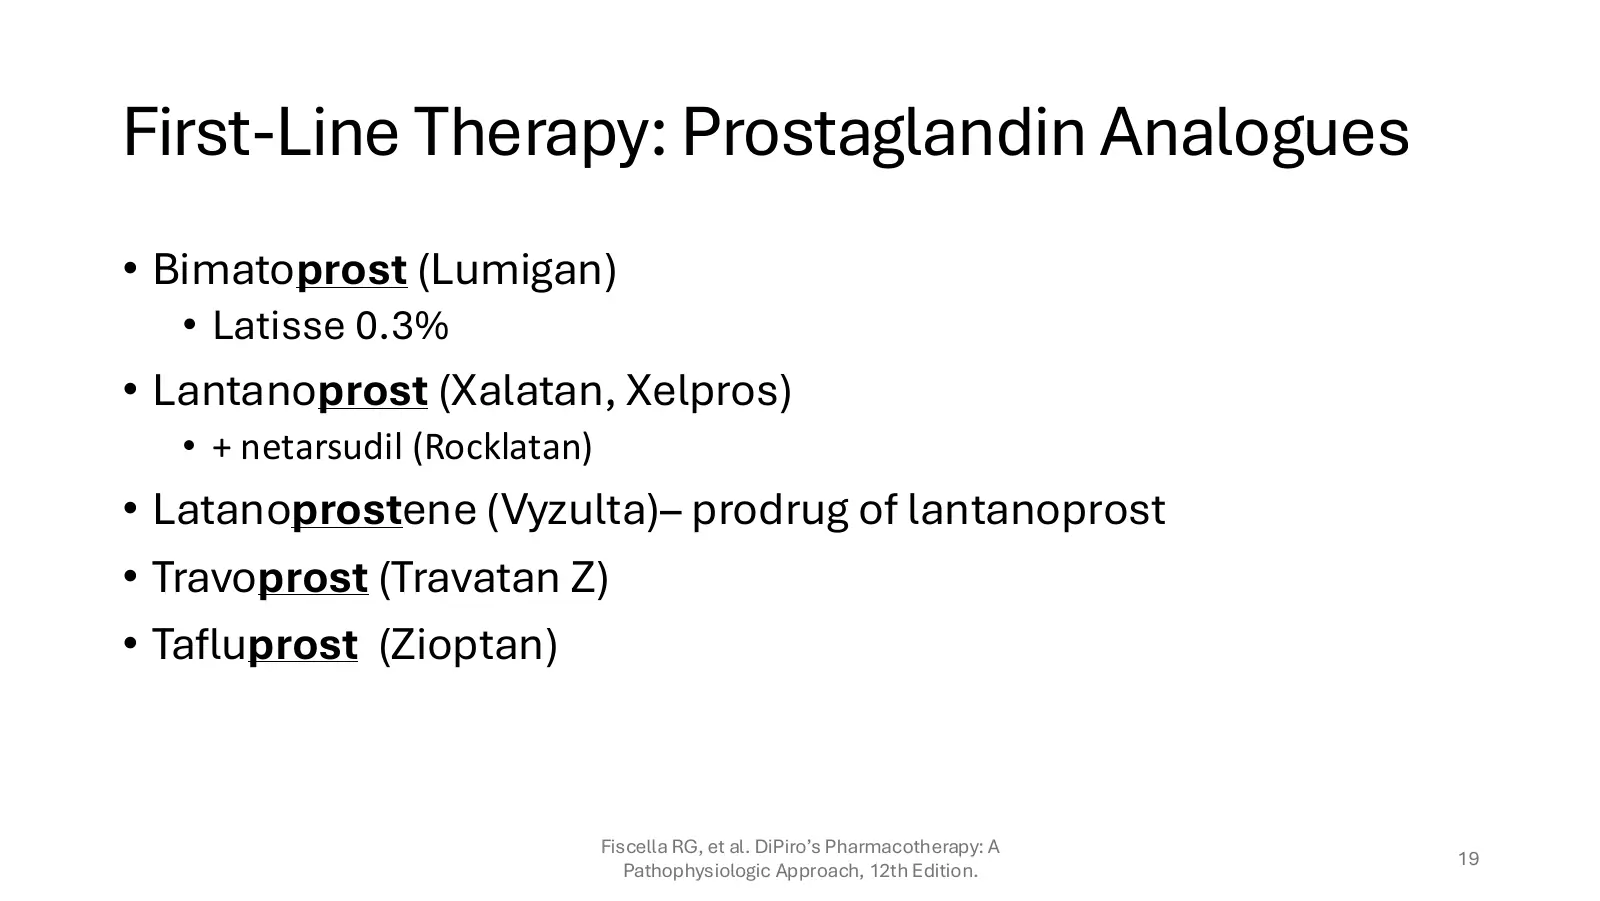 First-Line Therapy: Prostaglandin Analogues
• Bimatoprost (Lumigan)
• Latisse 0.3%
• Lantanoprost (Xalatan, Xelpros)
• + netarsudil (Rocklatan)
• Latanoprostene (Vyzulta)– prodrug of lantanoprost
• Travoprost (Travatan Z)
• Tafluprost  (Zioptan)
Fiscella RG, et al. DiPiro’s Pharmacotherapy: A
Pathophysiologic Approach, 12th Edition.
19